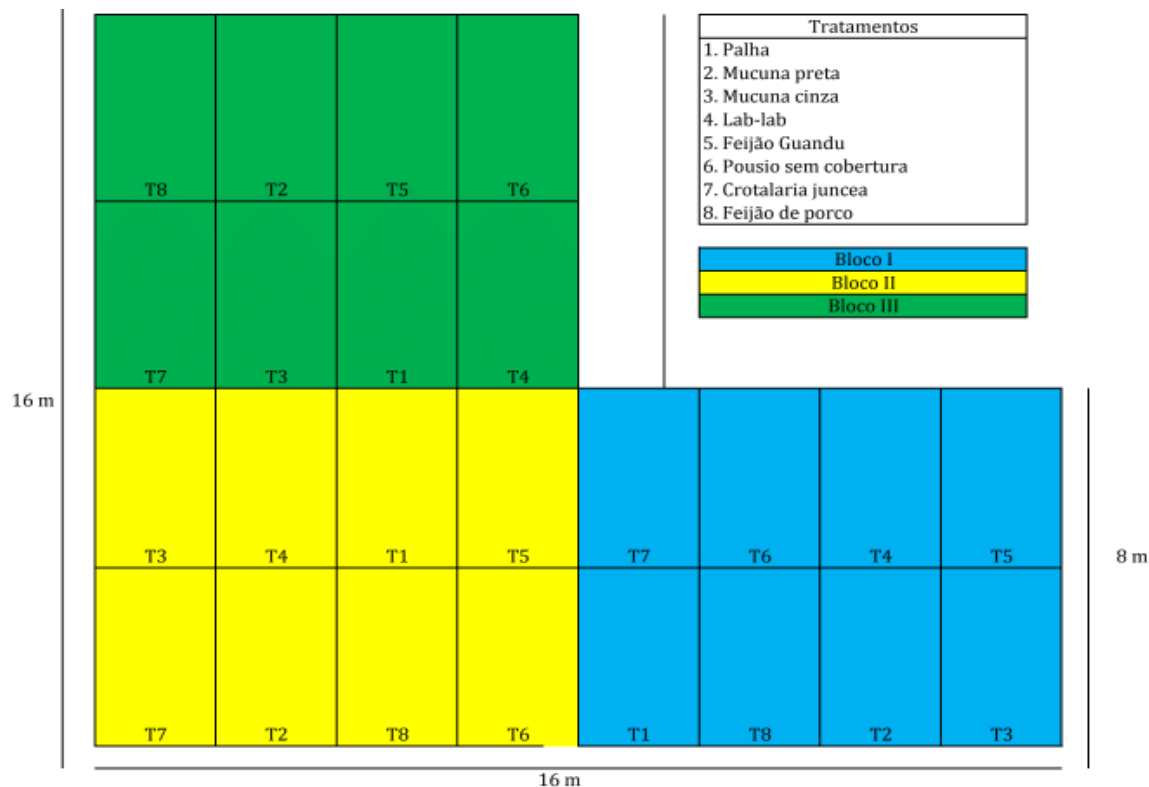 Tratamentos
1. Palha
2. Mucuna preta
3. Mucuna cinza
4. Lab-lab
5. Feijão Guandu
6. Pousio sem cobertura
7. Crotalaria juncea
8. Feijão de porco
T8 T2 T5 T6
Bloco I
Bloco II
Bloco III
T7 T3 T1 T4
16 m
T3 T4 T1 T5 T7 T6 T4 T5
8 m
T7 T2 T8 T6 T1 T8 T2 T3
16 m